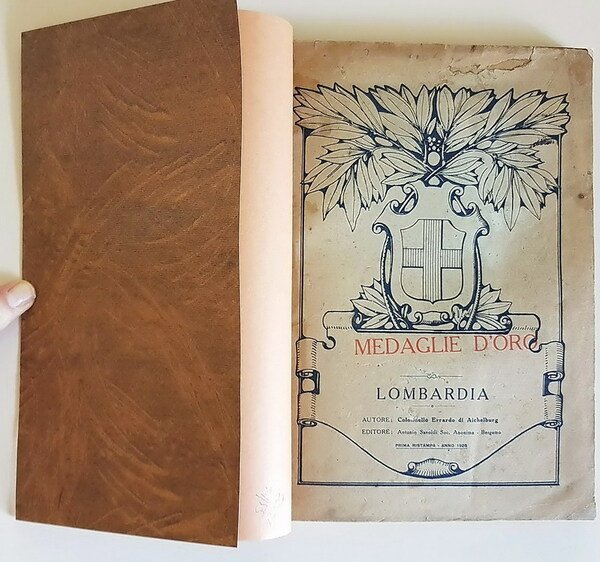 MEDAGLIE D'ORO
LOMBARDIA
AUTORE: Colonnello Errardo di Aichelburg
EDITORE: Antonio Savoldi Soc. Anonima - Bergamo
PRIMA RISTAMPA - ANNO 1925